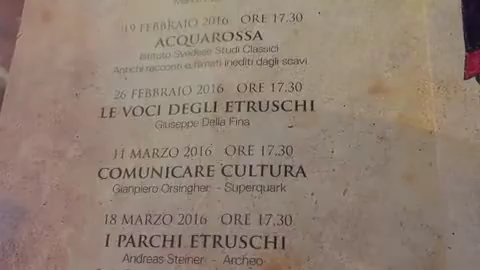 19 FEBBRAIO 2016 ORE 17.30
ACQUAROSSA
Istituto Svedese Studi Classici
Antichi racconti e filmati inediti dagli scavi
26 FEBBRAIO 2016 ORE 17.30
LE VOCI DEGLI ETRUSCHI
Giuseppe Della Fina
11 MARZO 2016 ORE 17.30
COMUNICARE CULTURA
Gianpiero Orsingher - Superquark
18 MARZO 2016 ORE 17.30
I PARCHI ETRUSCHI
Andreas Steiner - Archeo